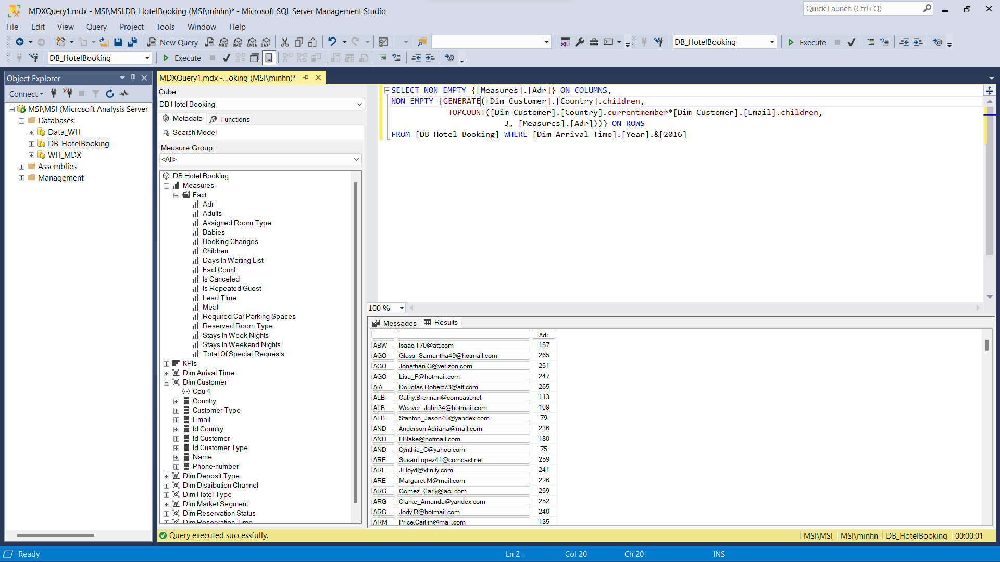 MDXQuery1.mdx - MSI\MSI.DB_HotelBooking (MSI\minhn)* - Microsoft SQL Server Management Studio
Quick Launch (Ctrl+Q)
File Edit View Query Project Tools Window Help
New Query MDX DMX XMLA DAX DB_HotelBooking Execute
DB_HotelBooking Execute
Object Explorer
Connect
MSI\MSI (Microsoft Analysis Server
Databases
Data_WH
DB_HotelBooking
WH_MDX
Assemblies
Management
MDXQuery1.mdx -...oking (MSI\minhn)*
Cube:
DB Hotel Booking
Metadata Functions
Search Model
Measure Group:
<All>
DB Hotel Booking
Measures
Fact
Adr
Adults
Assigned Room Type
Babies
Booking Changes
Children
Days In Waiting List
Fact Count
Is Canceled
Is Repeated Guest
Lead Time
Meal
Required Car Parking Spaces
Reserved Room Type
Stays In Week Nights
Stays In Weekend Nights
Total Of Special Requests
KPIs
Dim Arrival Time
Dim Customer
Cau 4
Country
Customer Type
Email
Id Country
Id Customer
Id Customer Type
Name
Phone-number
Dim Deposit Type
Dim Distribution Channel
Dim Hotel Type
Dim Market Segment
Dim Reservation Status
Dim Reservation Time
SELECT NON EMPTY {[Measures].[Adr]} ON COLUMNS,
NON EMPTY {GENERATE([Dim Customer].[Country].children,
TOPCOUNT([Dim Customer].[Country].currentmember*[Dim Customer].[Email].children,
3, [Measures].[Adr]))} ON ROWS
FROM [DB Hotel Booking] WHERE [Dim Arrival Time].[Year].&[2016]
100 %
Messages Results
Adr
ABW Isaac.T70@att.com 157
AGO Glass_Samantha49@hotmail.com 265
AGO Jonathan.G@verizon.com 251
AGO Lisa_F@hotmail.com 247
AIA Douglas.Robert73@att.com 265
ALB Cathy.Brennan@comcast.net 113
ALB Weaver_John34@hotmail.com 109
ALB Stanton_Jason40@yandex.com 79
AND Anderson.Adriana@mail.com 236
AND LBlake@hotmail.com 180
AND Cynthia_C@yahoo.com 75
ARE SusanLopez41@comcast.net 259
ARE JLloyd@xfinity.com 241
ARE Margaret.M@mail.com 226
ARG Gomez_Carly@aol.com 259
ARG Clarke_Amanda@yandex.com 252
ARG Jody.R@hotmail.com 240
ARM Price.Caitlin@mail.com 135
Query executed successfully. MSI\MSI MSI\minhn DB_HotelBooking 00:00:01
Ready Ln 2 Col 20 Ch 20 INS